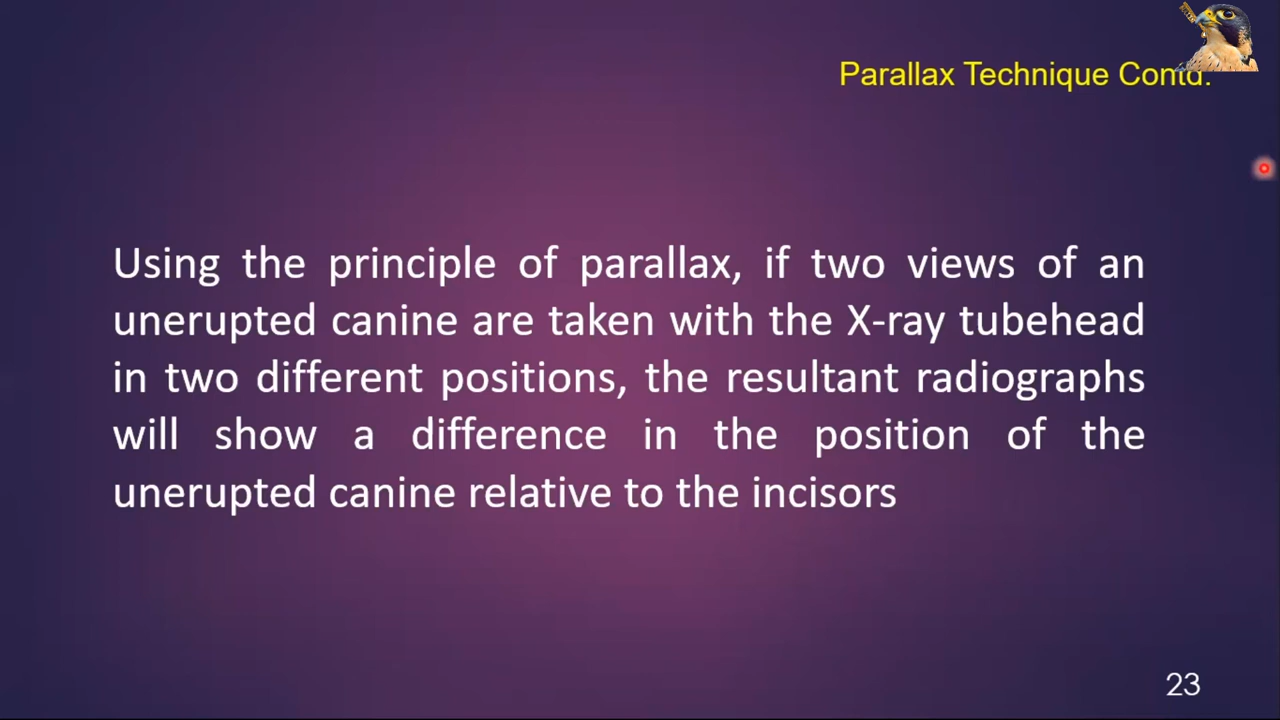 Parallax Technique Contd.
Using the principle of parallax, if two views of an
unerupted canine are taken with the X-ray tubehead
in two different positions, the resultant radiographs
will show a difference in the position of the
unerupted canine relative to the incisors
23